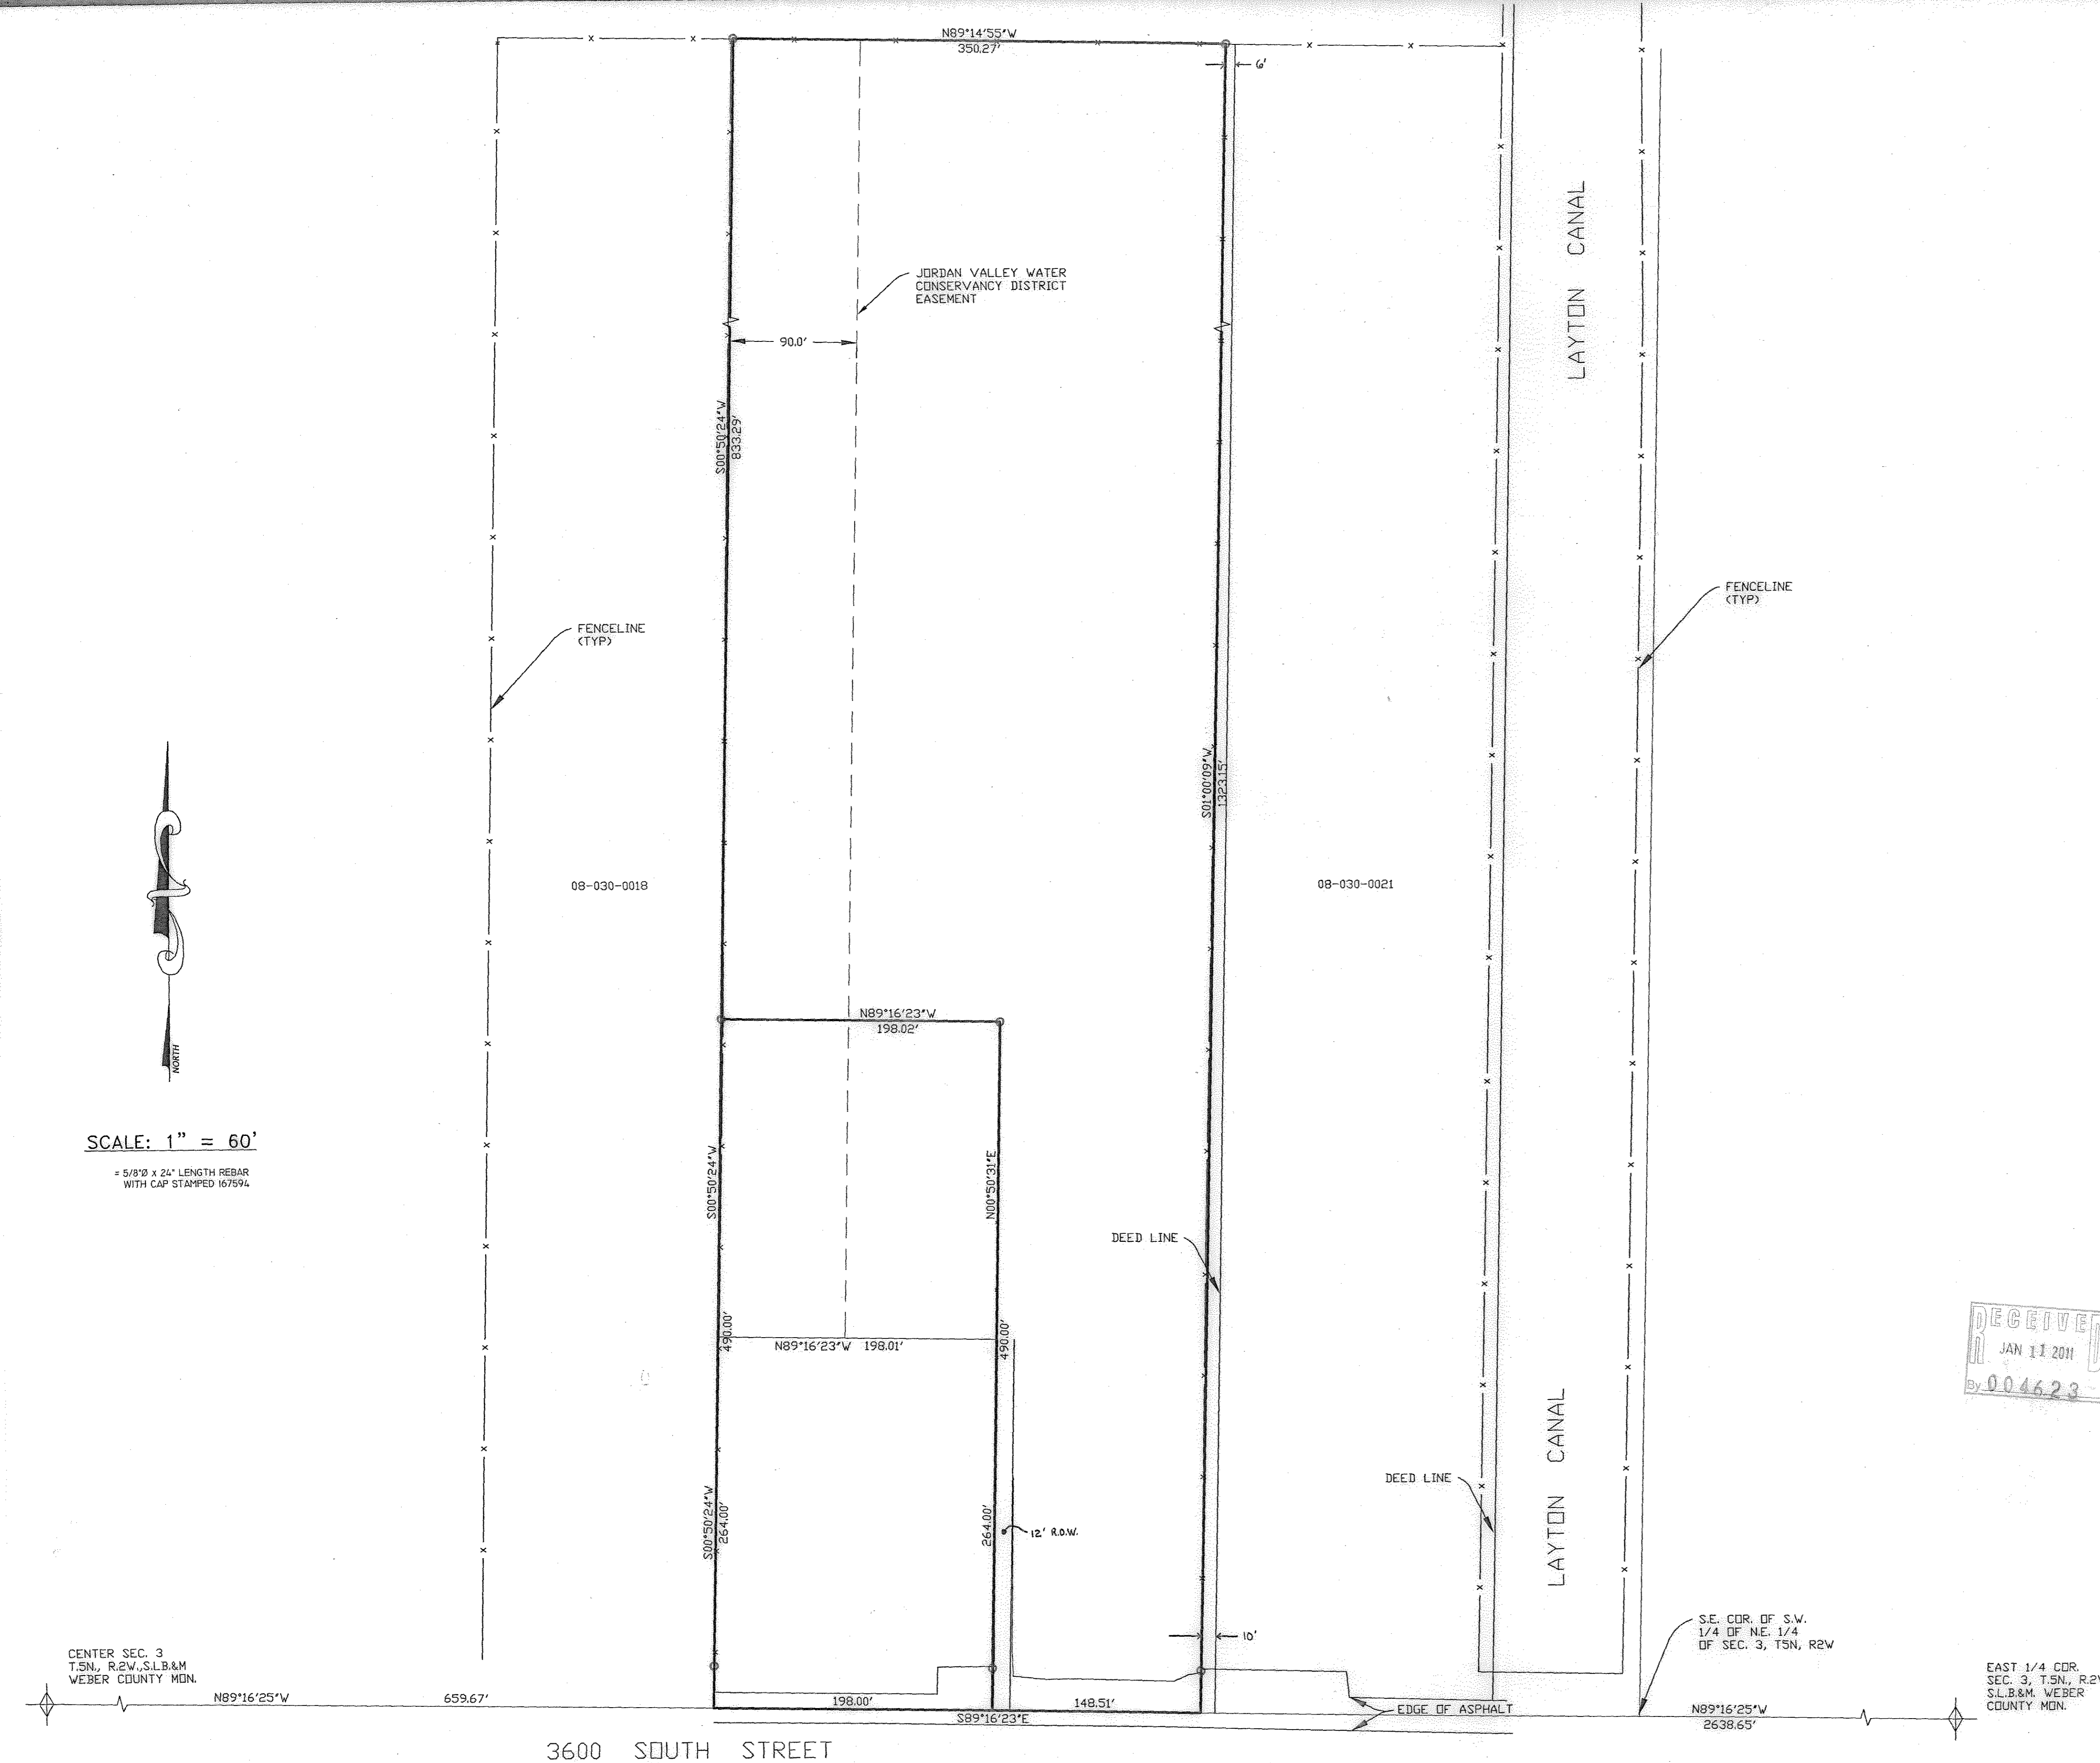 N89°16'25"W
350.27'
6'
LAYTON CANAL
JORDAN VALLEY WATER
CONSERVANCY DISTRICT
EASEMENT
90.0'
S00°50'24"W
833.29'
FENCELINE
(TYP)
FENCELINE
(TYP)
S01°00'09"W
1323.15'
08-030-0018
08-030-0021
N89°16'23"W
198.02'
NORTH
SCALE: 1" = 60'
= 5/8"Ø x 24" LENGTH REBAR
WITH CAP STAMPED 167594
S00°50'24"W
490.00'
N00°50'31"E
490.00'
DEED LINE
N89°16'23"W 198.01'
RECEIVED
JAN 11 2011
By 004623
LAYTON CANAL
DEED LINE
S00°50'24"W
264.00'
264.00'
12' R.O.W.
10'
S.E. COR. OF S.W.
1/4 OF N.E. 1/4
OF SEC. 3, T5N, R2W
CENTER SEC. 3
T.5N., R.2W.,S.L.B.&M
WEBER COUNTY MON.
EAST 1/4 COR.
SEC. 3, T.5N., R.2W
S.L.B.&M. WEBER
COUNTY MON.
N89°16'25"W 659.67'
198.00'
148.51'
S89°16'23"E
EDGE OF ASPHALT
N89°16'25"W
2638.65'
3600 SOUTH STREET